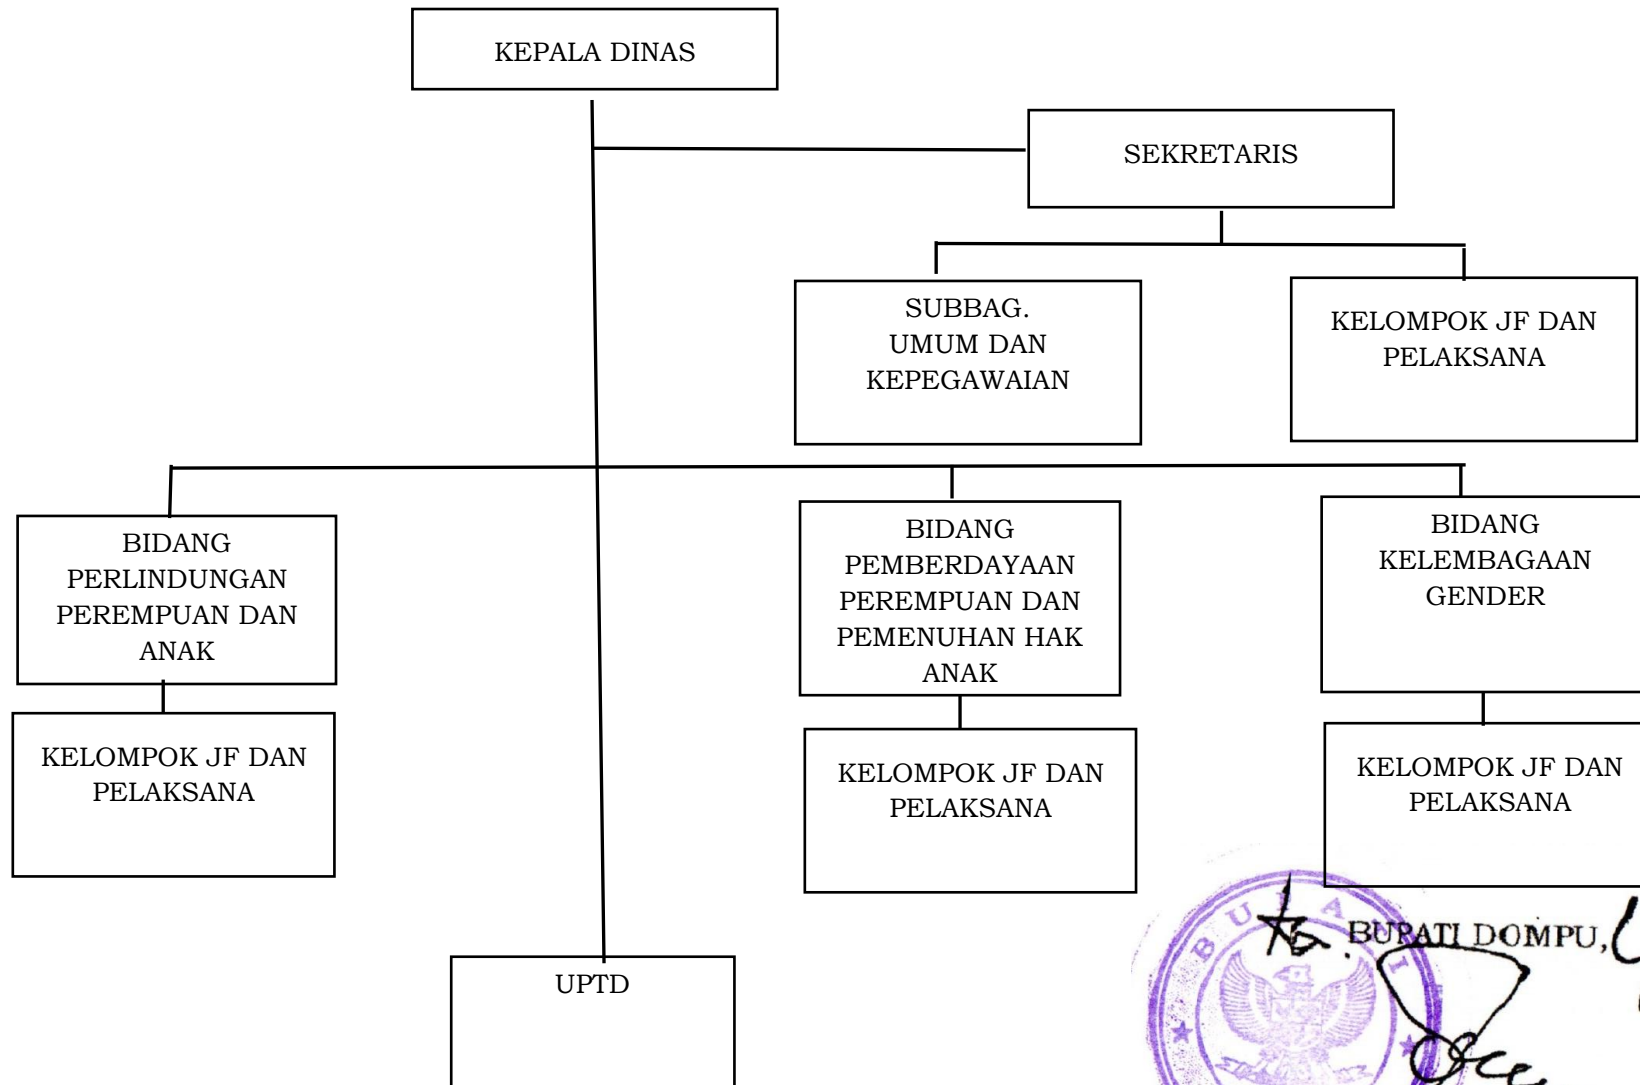 KEPALA DINAS
SEKRETARIS
SUBBAG.
UMUM DAN
KEPEGAWAIAN
KELOMPOK JF DAN
PELAKSANA
BIDANG
PERLINDUNGAN
PEREMPUAN DAN
ANAK
BIDANG
PEMBERDAYAAN
PEREMPUAN DAN
PEMENUHAN HAK
ANAK
BIDANG
KELEMBAGAAN
GENDER
KELOMPOK JF DAN
PELAKSANA
KELOMPOK JF DAN
PELAKSANA
KELOMPOK JF DAN
PELAKSANA
UPTD
BUPATI DOMPU,
BUPATI